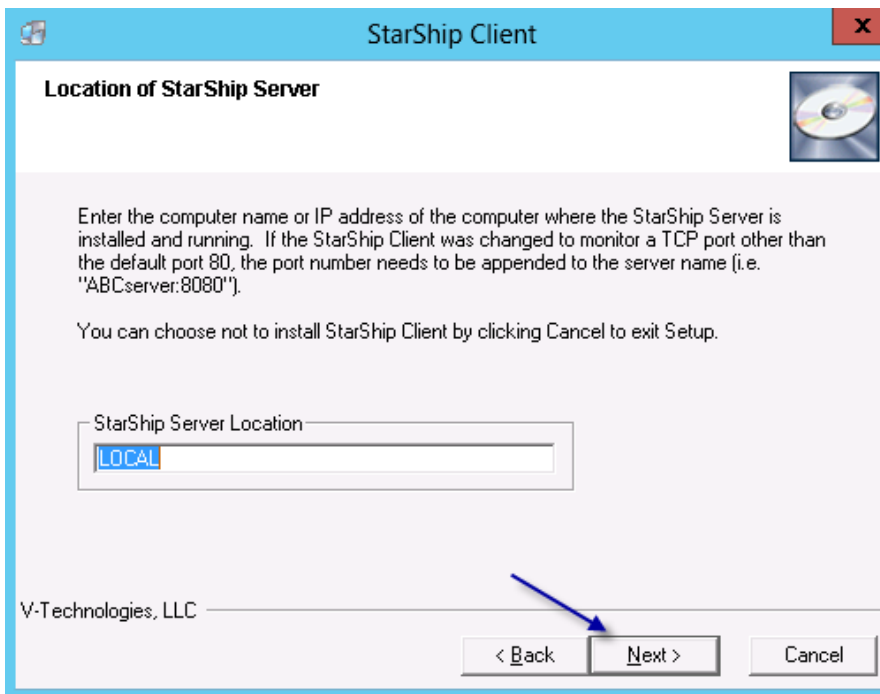 StarShip Client
x
Location of StarShip Server
Enter the computer name or IP address of the computer where the StarShip Server is
installed and running.  If the StarShip Client was changed to monitor a TCP port other than
the default port 80, the port number needs to be appended to the server name (i.e.
"ABCserver:8080").
You can choose not to install StarShip Client by clicking Cancel to exit Setup.
StarShip Server Location
LOCAL
V-Technologies, LLC
< Back
Next >
Cancel